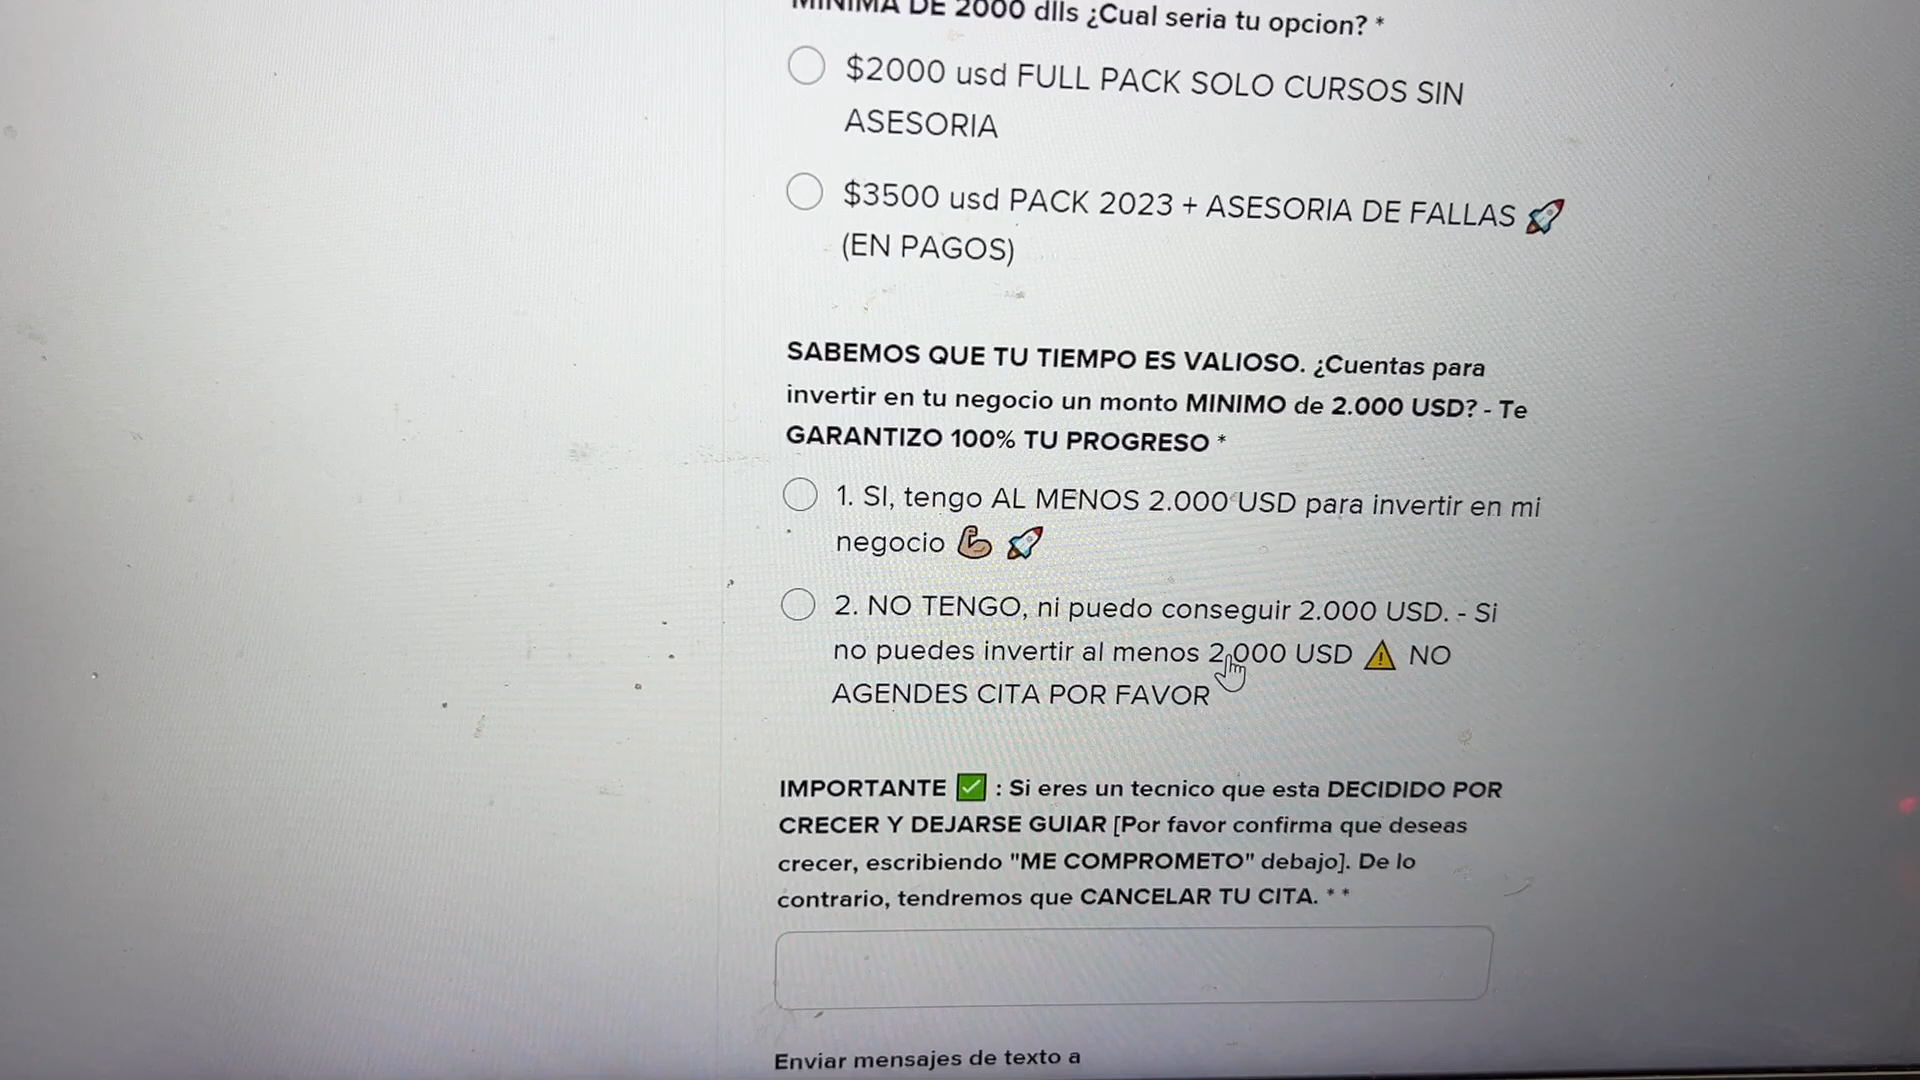 MINIMA DE 2000 dlls ¿Cual seria tu opcion? *
$2000 usd FULL PACK SOLO CURSOS SIN
ASESORIA
$3500 usd PACK 2023 + ASESORIA DE FALLAS 🚀
(EN PAGOS)
SABEMOS QUE TU TIEMPO ES VALIOSO. ¿Cuentas para
invertir en tu negocio un monto MINIMO de 2.000 USD? - Te
GARANTIZO 100% TU PROGRESO *
1. SI, tengo AL MENOS 2.000 USD para invertir en mi
negocio 💪🏼 🚀
2. NO TENGO, ni puedo conseguir 2.000 USD. - Si
no puedes invertir al menos 2.000 USD ⚠️ NO
AGENDES CITA POR FAVOR
IMPORTANTE ✅ : Si eres un tecnico que esta DECIDIDO POR
CRECER Y DEJARSE GUIAR [Por favor confirma que deseas
crecer, escribiendo "ME COMPROMETO" debajo]. De lo
contrario, tendremos que CANCELAR TU CITA. * *
Enviar mensajes de texto a